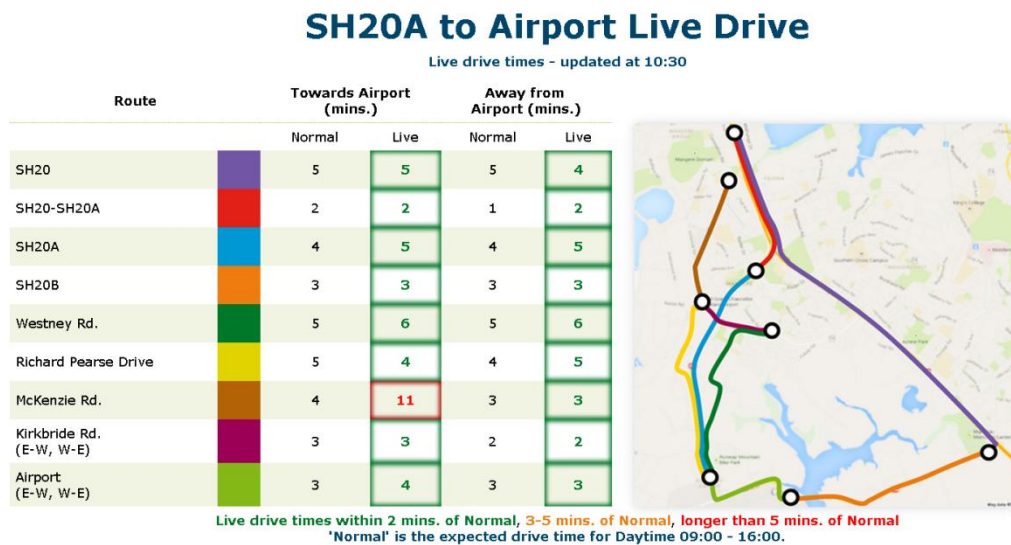 SH20A to Airport Live Drive
Live drive times - updated at 10:30
Route Towards Airport (mins.) Away from Airport (mins.)
Normal Live Normal Live
SH20 5 5 5 4
SH20-SH20A 2 2 1 2
SH20A 4 5 4 5
SH20B 3 3 3 3
Westney Rd. 5 6 5 6
Richard Pearse Drive 5 4 4 5
McKenzie Rd. 4 11 3 3
Kirkbride Rd. (E-W, W-E) 3 3 2 2
Airport (E-W, W-E) 3 4 3 3
Live drive times within 2 mins. of Normal, 3-5 mins. of Normal, longer than 5 mins. of Normal
'Normal' is the expected drive time for Daytime 09:00 - 16:00.